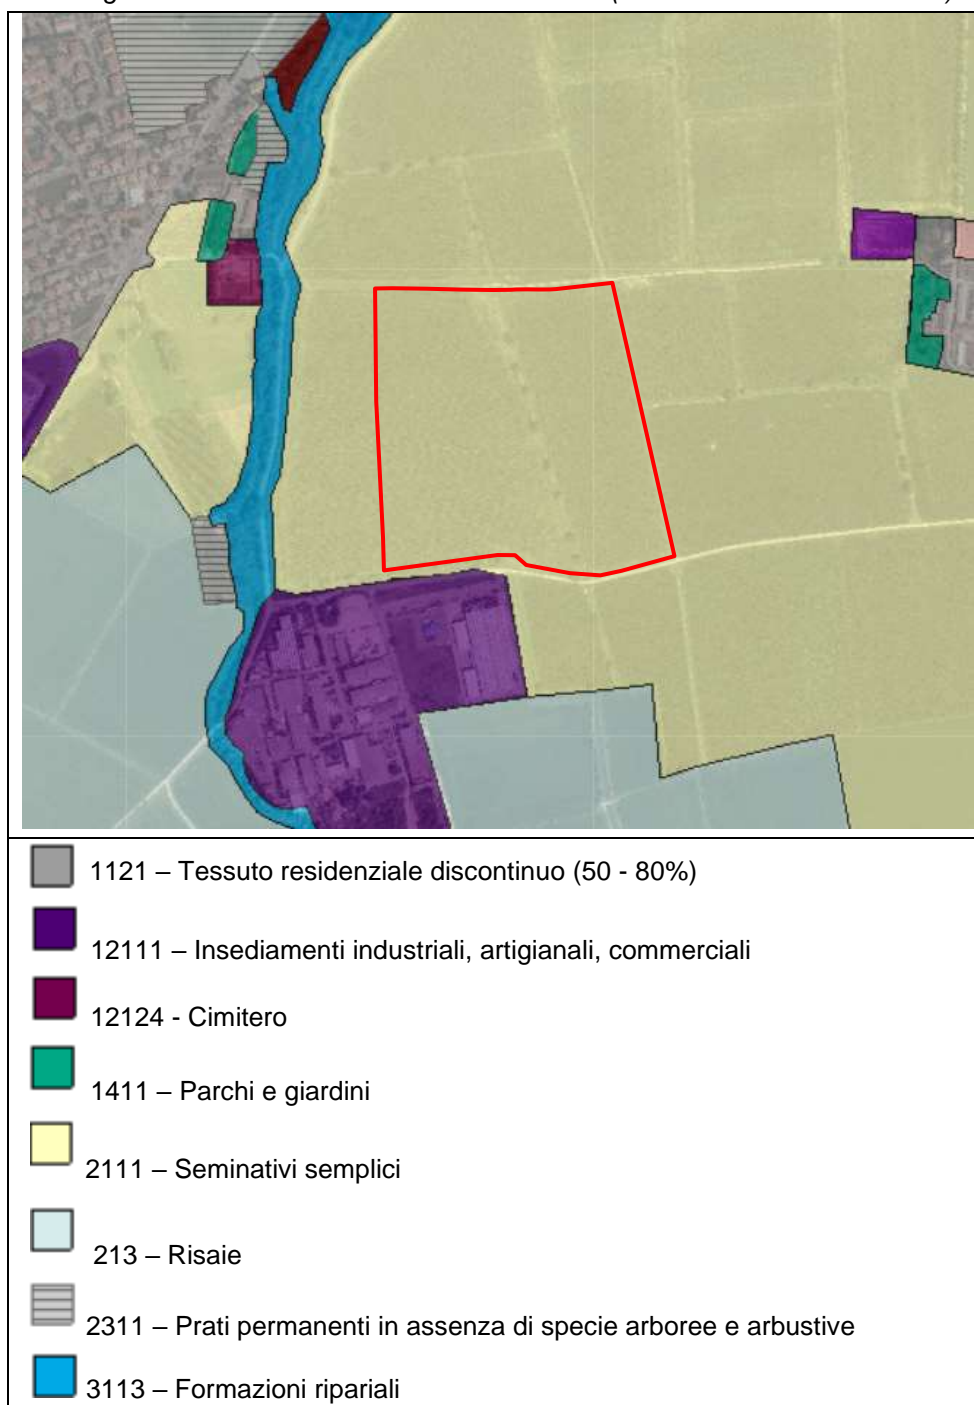 1121 – Tessuto residenziale discontinuo (50 - 80%)
12111 – Insediamenti industriali, artigianali, commerciali
12124 - Cimitero
1411 – Parchi e giardini
2111 – Seminativi semplici
213 – Risaie
2311 – Prati permanenti in assenza di specie arboree e arbustive
3113 – Formazioni ripariali